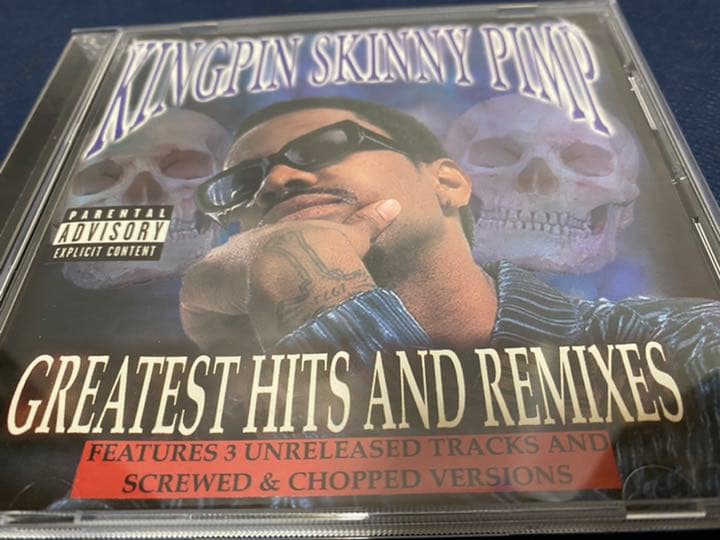 KINGPIN SKINNY PIMP
PARENTAL
ADVISORY
EXPLICIT CONTENT
GREATEST HITS AND REMIXES
FEATURES 3 UNRELEASED TRACKS AND
SCREWED & CHOPPED VERSIONS